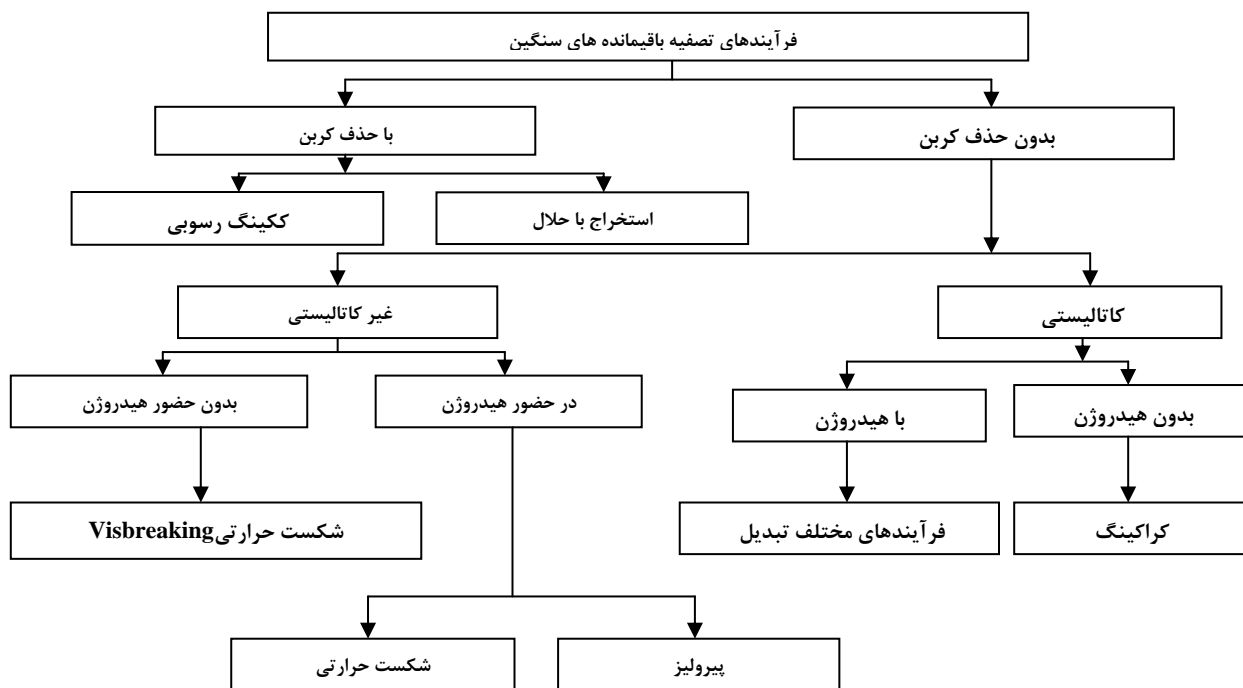 فرآیندهای تصفیه باقیمانده های سنگین
بدون حذف کربن
با حذف کربن
استخراج با حلال
ککینگ رسوبی
کاتالیستی
غیر کاتالیستی
بدون هیدروژن
با هیدروژن
در حضور هیدروژن
بدون حضور هیدروژن
کراکینگ
فرآیندهای مختلف تبدیل
شکست حرارتیVisbreaking
پیرولیز
شکست حرارتی